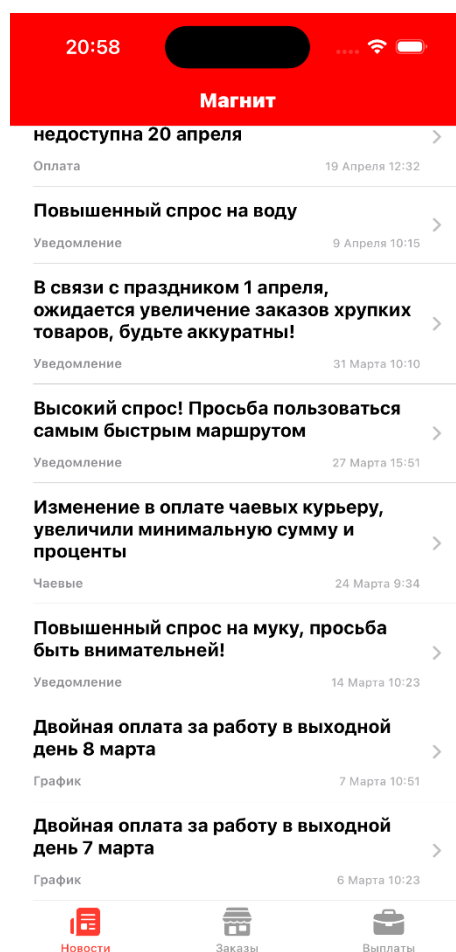 20:58
Магнит
недоступна 20 апреля
Оплата 19 Апреля 12:32
Повышенный спрос на воду
Уведомление 9 Апреля 10:15
В связи с праздником 1 апреля,
ожидается увеличение заказов хрупких
товаров, будьте аккуратны!
Уведомление 31 Марта 10:10
Высокий спрос! Просьба пользоваться
самым быстрым маршрутом
Уведомление 27 Марта 15:51
Изменение в оплате чаевых курьеру,
увеличили минимальную сумму и
проценты
Чаевые 24 Марта 9:34
Повышенный спрос на муку, просьба
быть внимательней!
Уведомление 14 Марта 10:23
Двойная оплата за работу в выходной
день 8 марта
График 7 Марта 10:51
Двойная оплата за работу в выходной
день 7 марта
График 6 Марта 10:23
Новости Заказы Выплаты